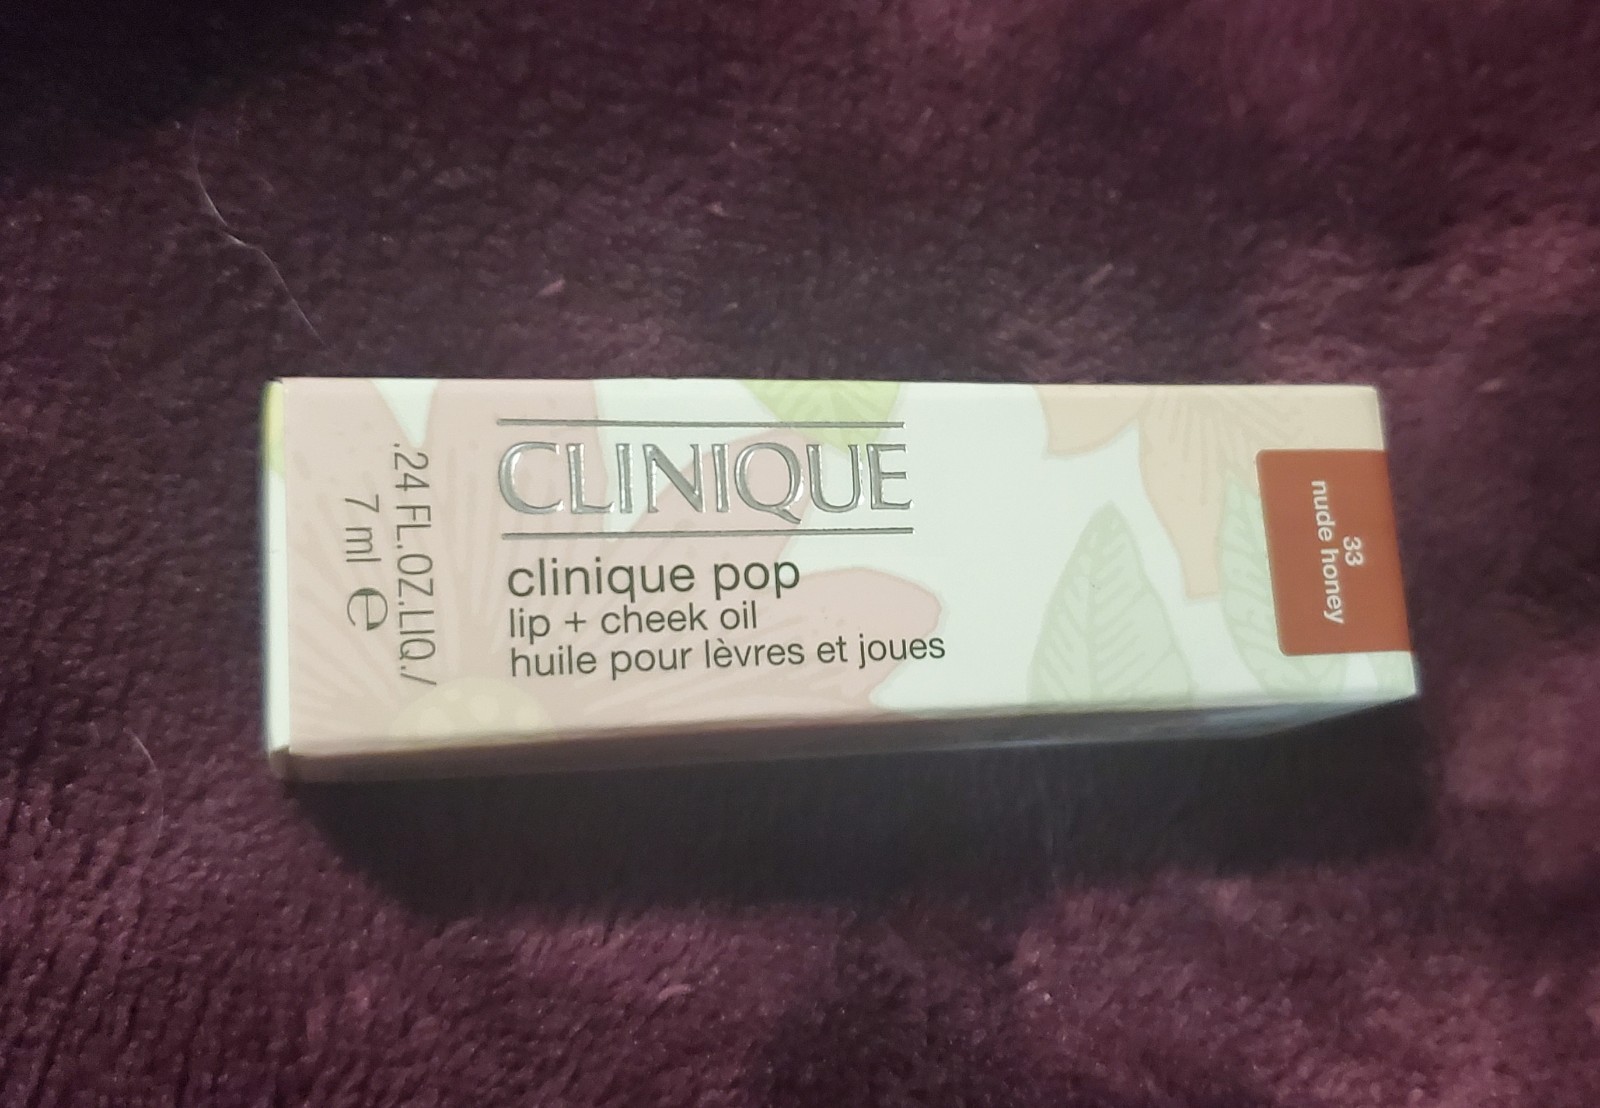 CLINIQUE
clinique pop
lip + cheek oil
huile pour lèvres et joues
.24 FL.OZ.LIQ./
7 ml ℮
33
nude honey